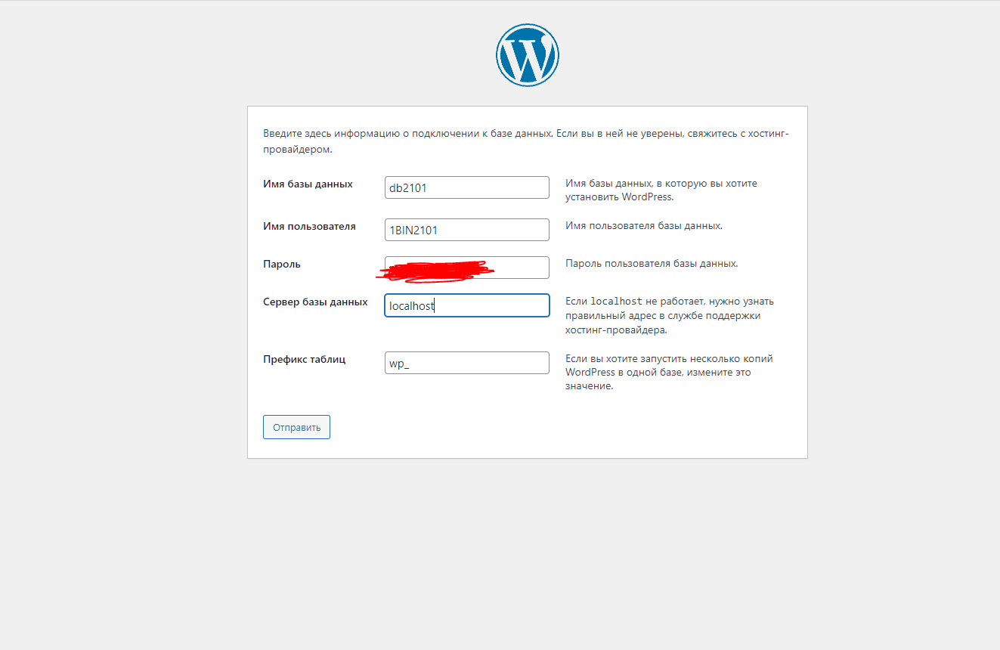 Введите здесь информацию о подключении к базе данных. Если вы в ней не уверены, свяжитесь с хостинг-
провайдером.
Имя базы данных
db2101
Имя базы данных, в которую вы хотите
установить WordPress.
Имя пользователя
1BIN2101
Имя пользователя базы данных.
Пароль
Пароль пользователя базы данных.
Сервер базы данных
localhost
Если localhost не работает, нужно узнать
правильный адрес в службе поддержки
хостинг-провайдера.
Префикс таблиц
wp_
Если вы хотите запустить несколько копий
WordPress в одной базе, измените это
значение.
Отправить